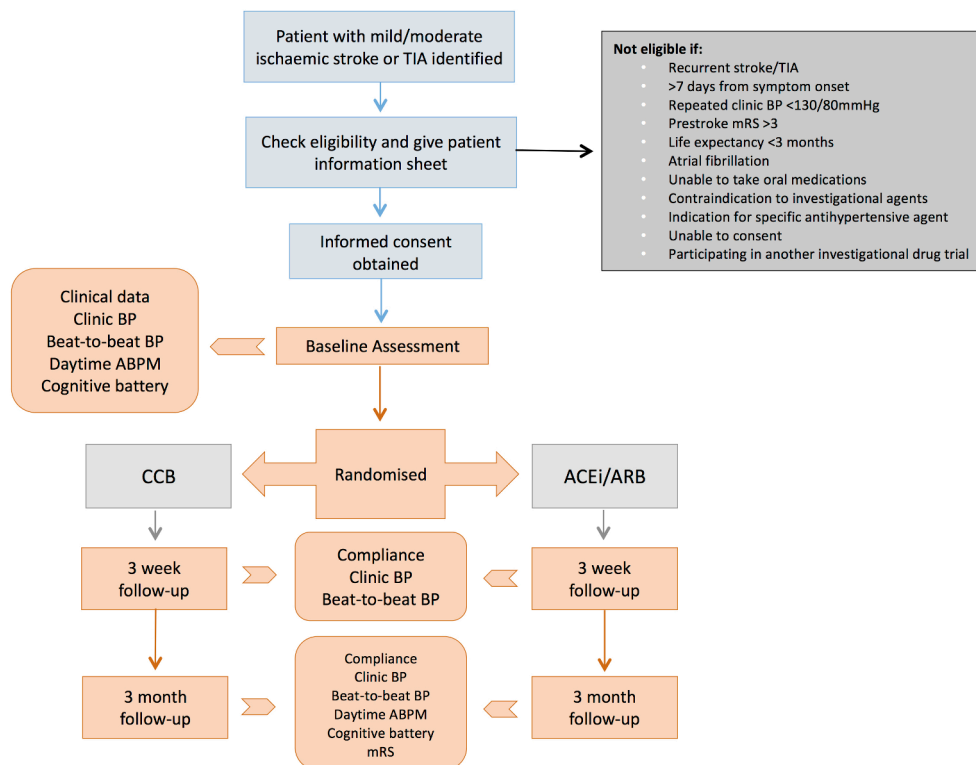 Patient with mild/moderate
ischaemic stroke or TIA identified
Not eligible if:
Recurrent stroke/TIA
>7 days from symptom onset
Repeated clinic BP <130/80mmHg
Prestroke mRS >3
Life expectancy <3 months
Atrial fibrillation
Unable to take oral medications
Contraindication to investigational agents
Indication for specific antihypertensive agent
Unable to consent
Participating in another investigational drug trial
Check eligibility and give patient
information sheet
Informed consent
obtained
Clinical data
Clinic BP
Beat-to-beat BP
Daytime ABPM
Cognitive battery
Baseline Assessment
CCB
Randomised
ACEi/ARB
3 week
follow-up
Compliance
Clinic BP
Beat-to-beat BP
3 week
follow-up
3 month
follow-up
Compliance
Clinic BP
Beat-to-beat BP
Daytime ABPM
Cognitive battery
mRS
3 month
follow-up